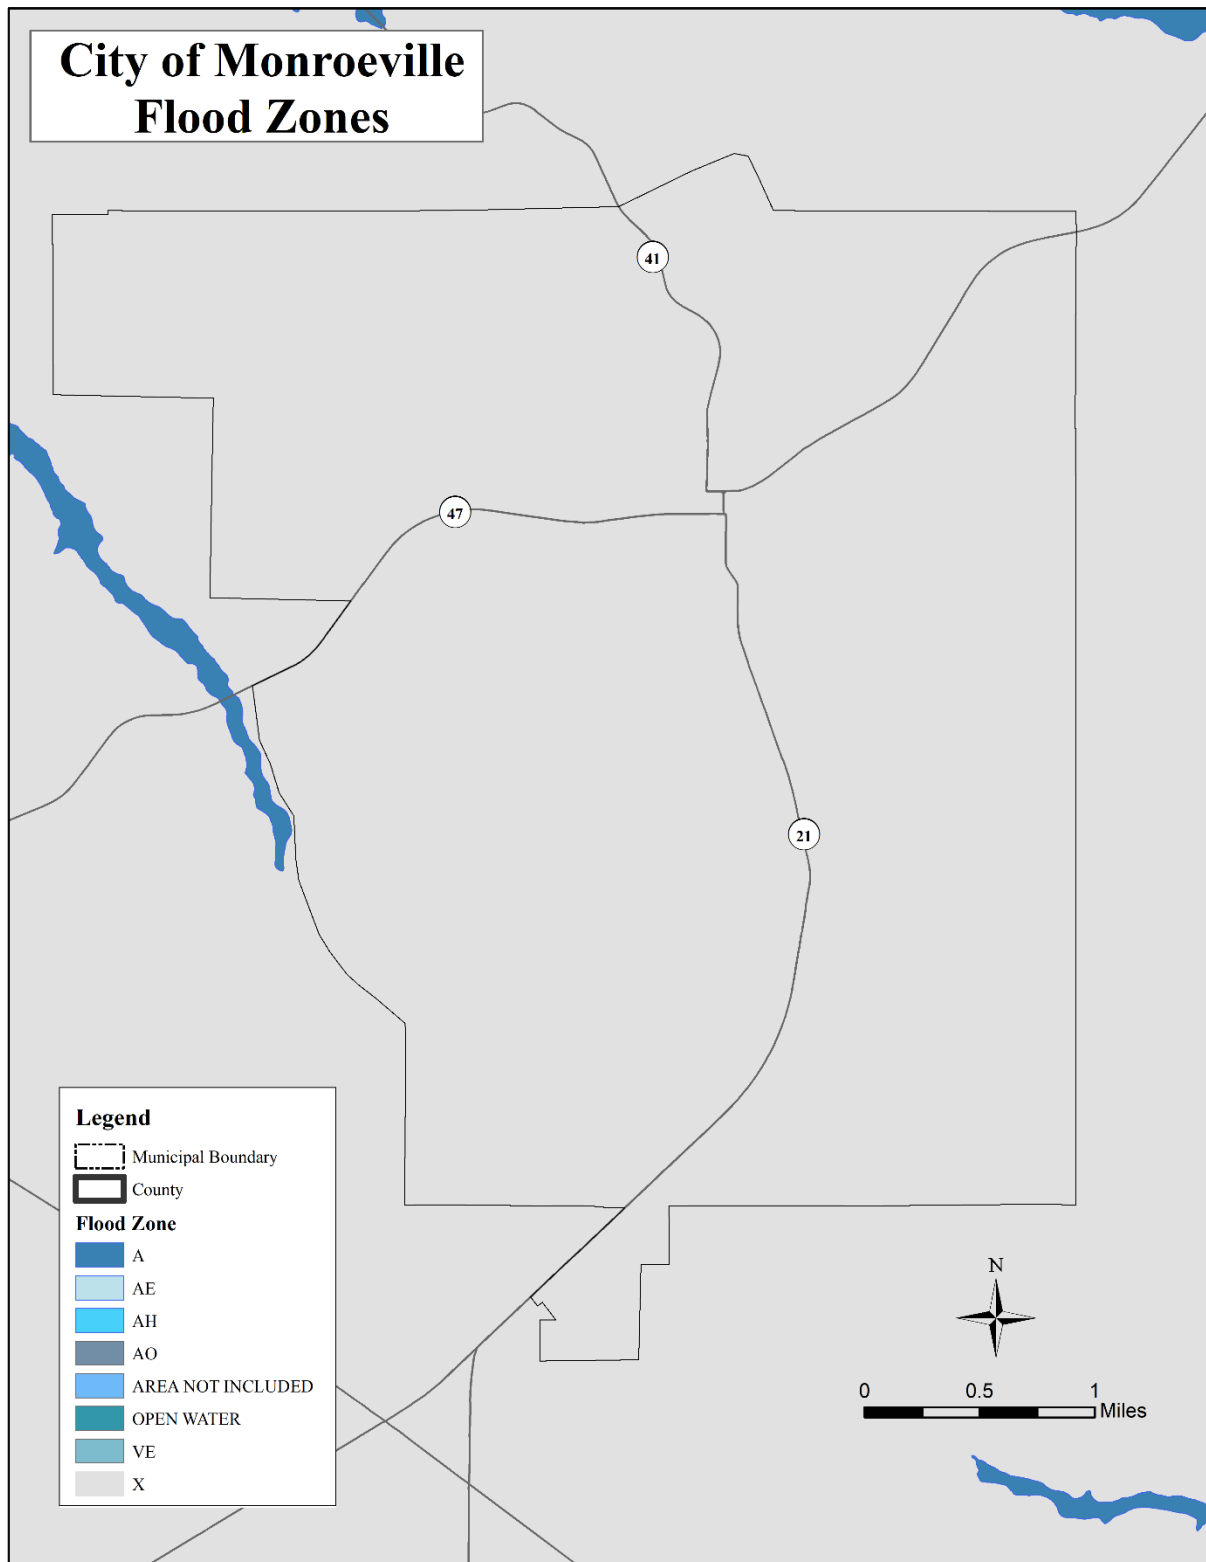 City of Monroeville
Flood Zones
41
47
21
Legend
Municipal Boundary
County
Flood Zone
A
AE
AH
AO
AREA NOT INCLUDED
OPEN WATER
VE
X
N
0 0.5 1
Miles